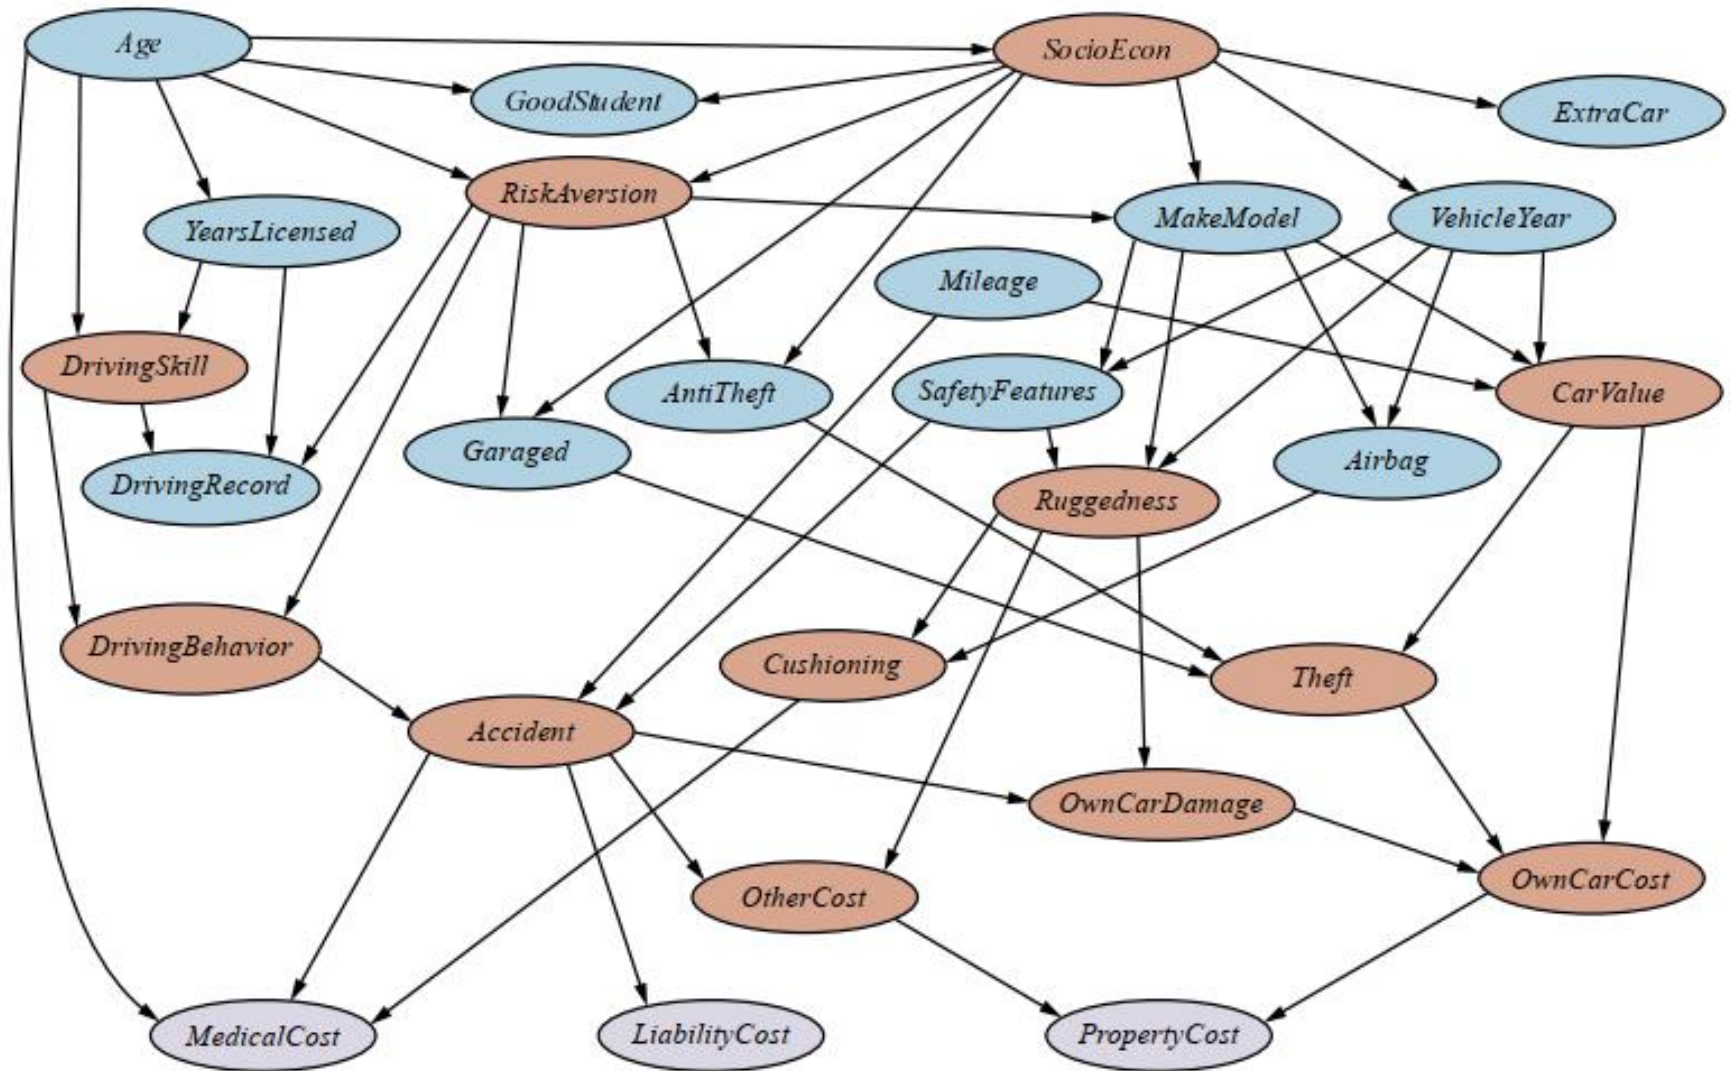 Age
SocioEcon
GoodStudent
ExtraCar
RiskAversion
YearsLicensed
MakeModel
VehicleYear
Mileage
DrivingSkill
AntiTheft
SafetyFeatures
CarValue
Garaged
Airbag
DrivingRecord
Ruggedness
DrivingBehavior
Cushioning
Theft
Accident
OwnCarDamage
OtherCost
OwnCarCost
MedicalCost
LiabilityCost
PropertyCost